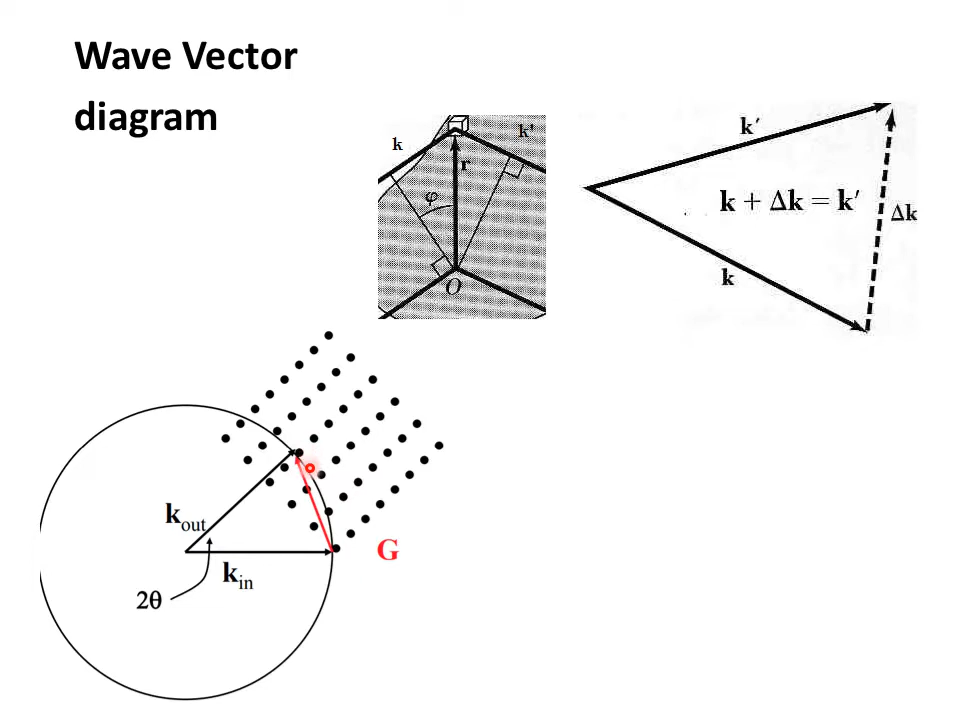 Wave Vector
diagram
k
k'
r
φ
O
k′
k + Δk = k′
Δk
k
k_out
k_in
2θ
G